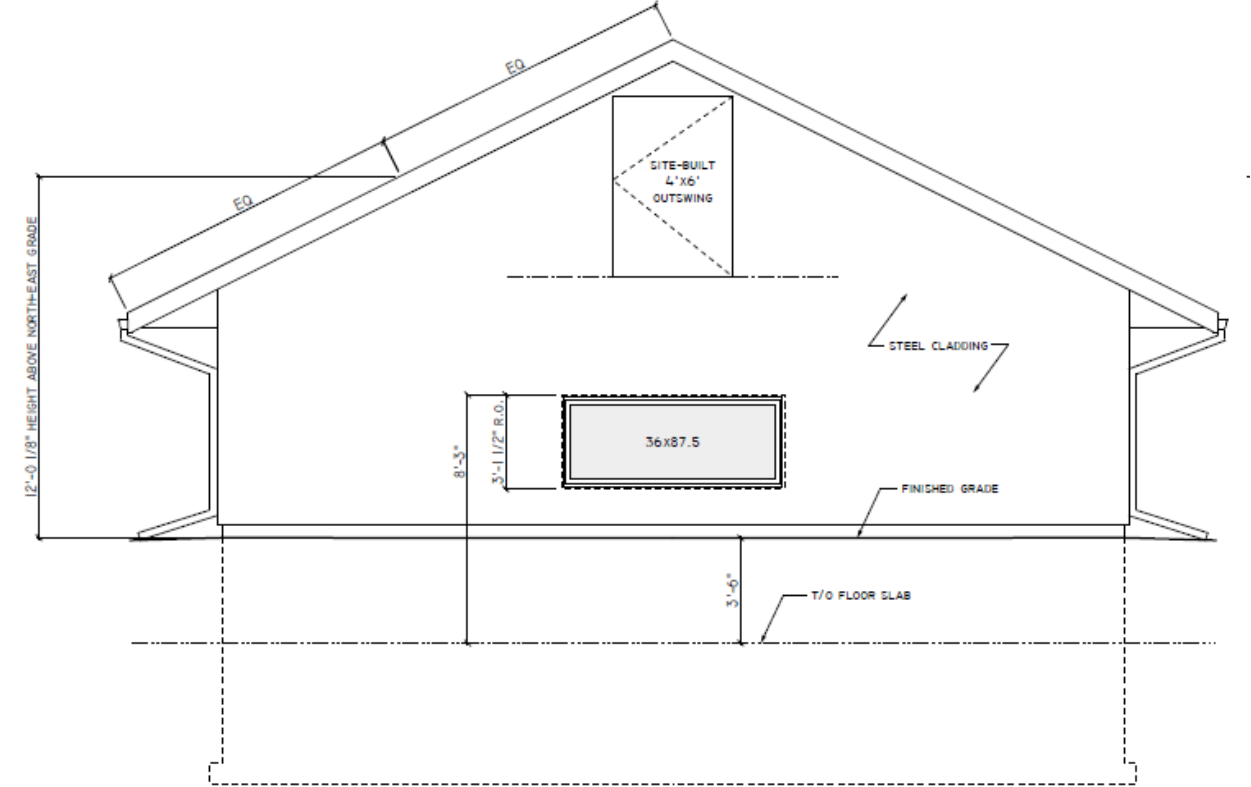 EQ
EQ
SITE-BUILT
4'X6'
OUTSWING
12'-0 1/8" HEIGHT ABOVE NORTH-EAST GRADE
STEEL CLADDING
8'-3"
3'-1 1/2" R.O.
36X87.5
FINISHED GRADE
3'-6"
T/O FLOOR SLAB